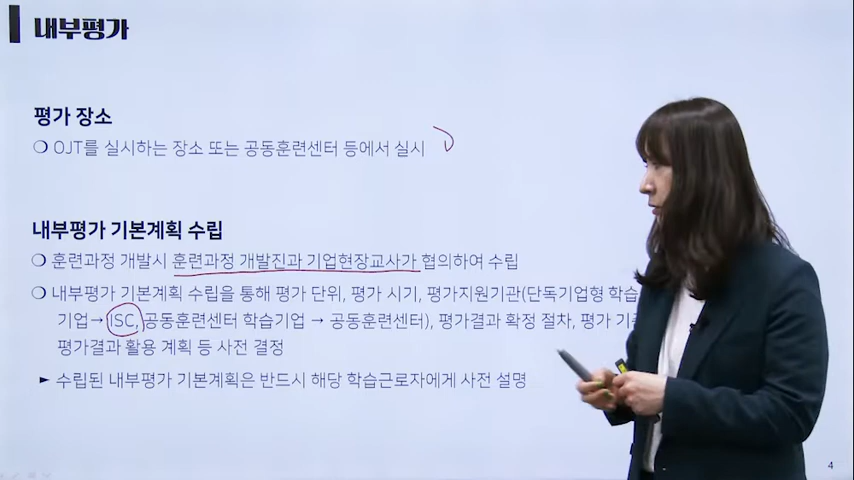 내부평가
평가 장소
❍ OJT를 실시하는 장소 또는 공동훈련센터 등에서 실시
내부평가 기본계획 수립
❍ 훈련과정 개발시 훈련과정 개발진과 기업현장교사가 협의하여 수립
❍ 내부평가 기본계획 수립을 통해 평가 단위, 평가 시기, 평가지원기관(단독기업형 학습
기업→ISC, 공동훈련센터 학습기업 → 공동훈련센터), 평가결과 확정 절차, 평가
평가결과 활용 계획 등 사전 결정
► 수립된 내부평가 기본계획은 반드시 해당 학습근로자에게 사전 설명
4